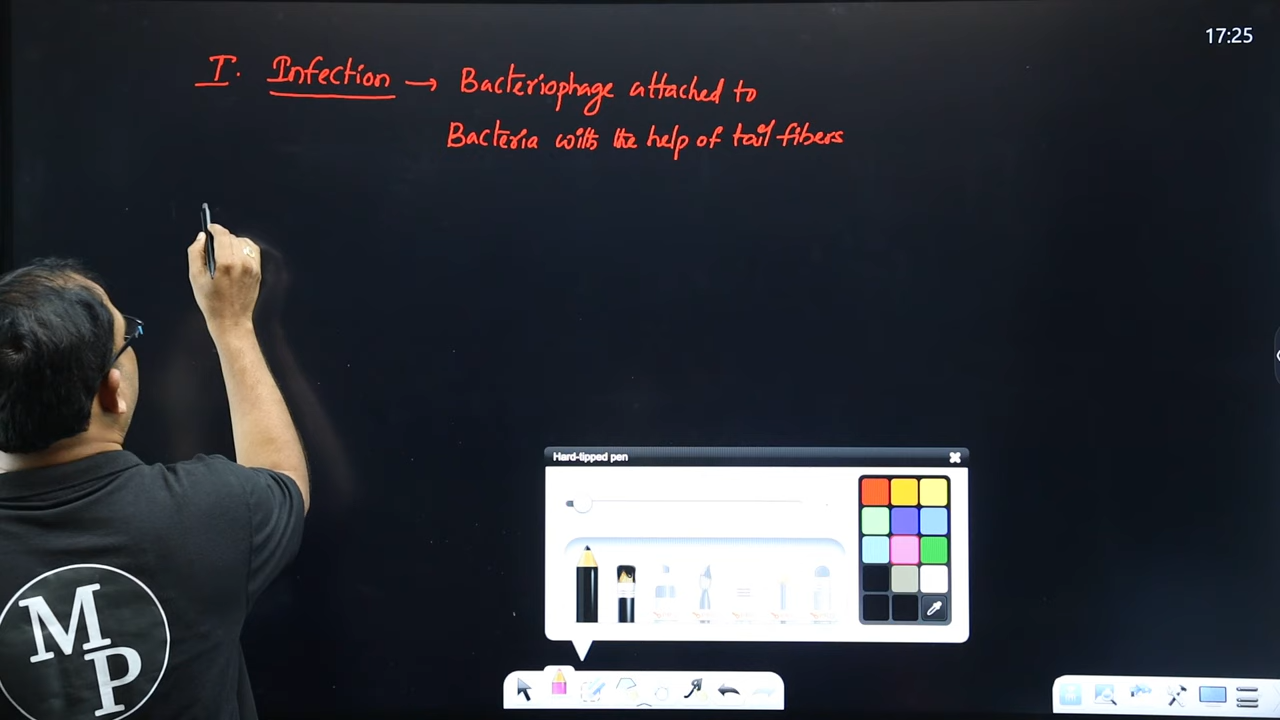 17:25
I. Infection → Bacteriophage attached to
Bacteria with the help of tail fibers
Hard-tipped pen
MP